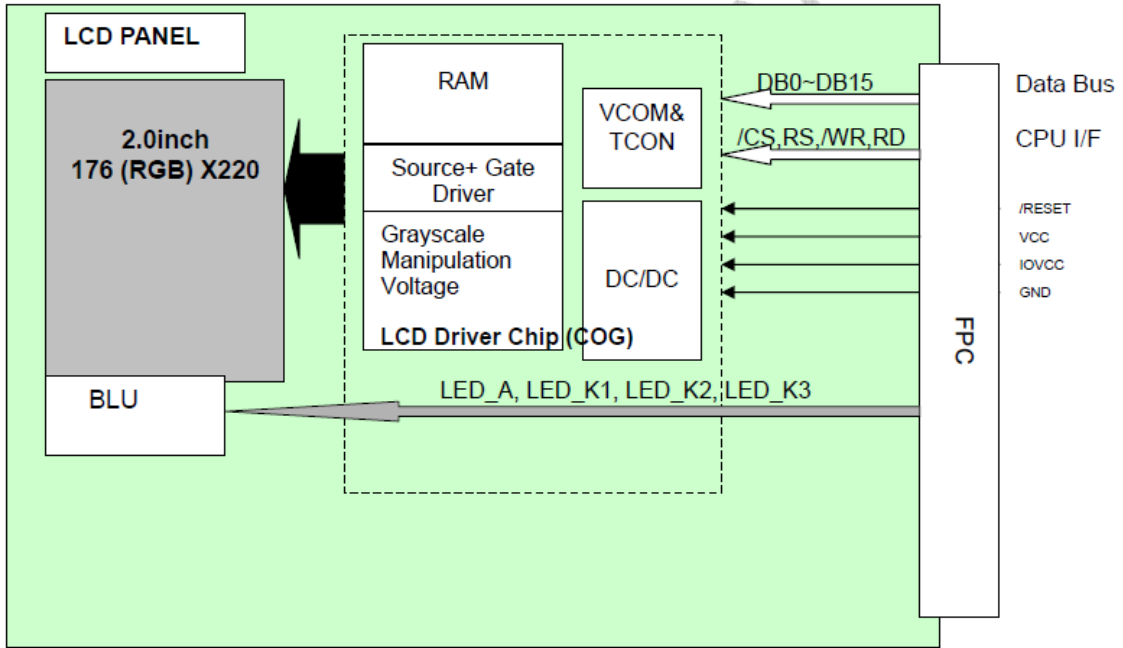 LCD PANEL
2.0inch
176 (RGB) X220
BLU
RAM
Source+ Gate
Driver
Grayscale
Manipulation
Voltage
LCD Driver Chip (COG)
VCOM&
TCON
DC/DC
DB0~DB15
/CS,RS,/WR,RD
LED_A, LED_K1, LED_K2, LED_K3
FPC
Data Bus
CPU I/F
/RESET
VCC
IOVCC
GND